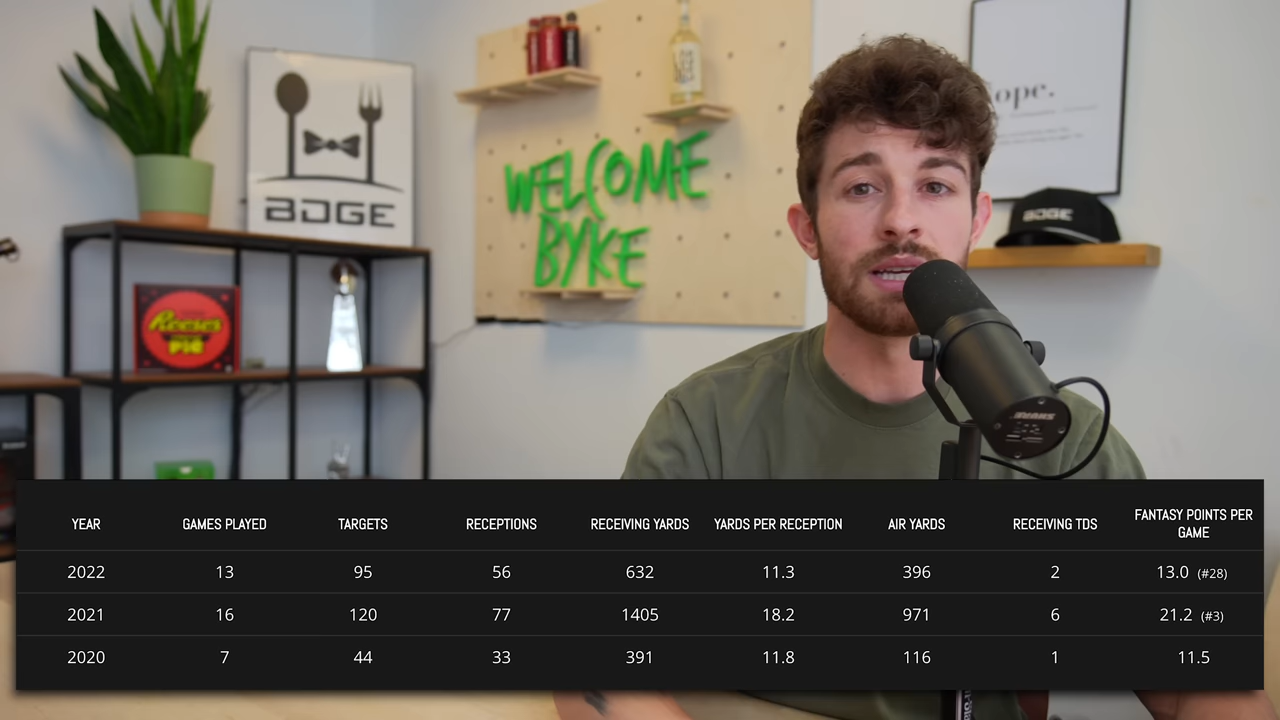 ope.
BDGE
BDGE
WELCOME
BYKE
Reese's
PIE
YEAR GAMES PLAYED TARGETS RECEPTIONS RECEIVING YARDS YARDS PER RECEPTION AIR YARDS RECEIVING TDS FANTASY POINTS PER GAME
2022 13 95 56 632 11.3 396 2 13.0 (#28)
2021 16 120 77 1405 18.2 971 6 21.2 (#3)
2020 7 44 33 391 11.8 116 1 11.5